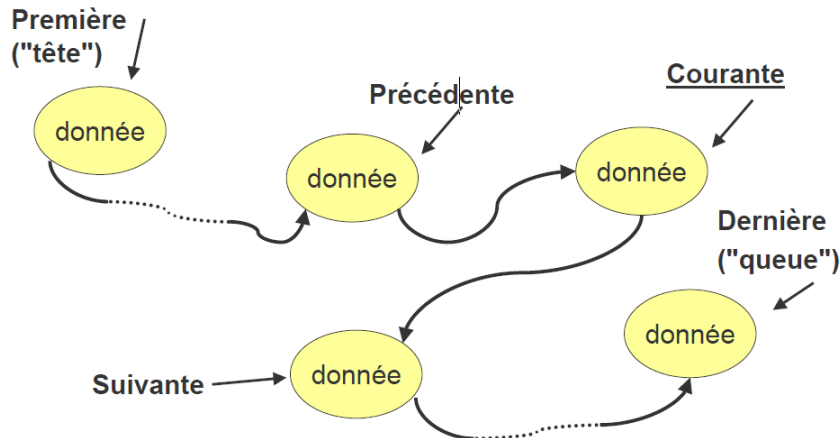 Première
("tête")
donnée
Précédente
donnée
Courante
donnée
Dernière
("queue")
donnée
Suivante
donnée